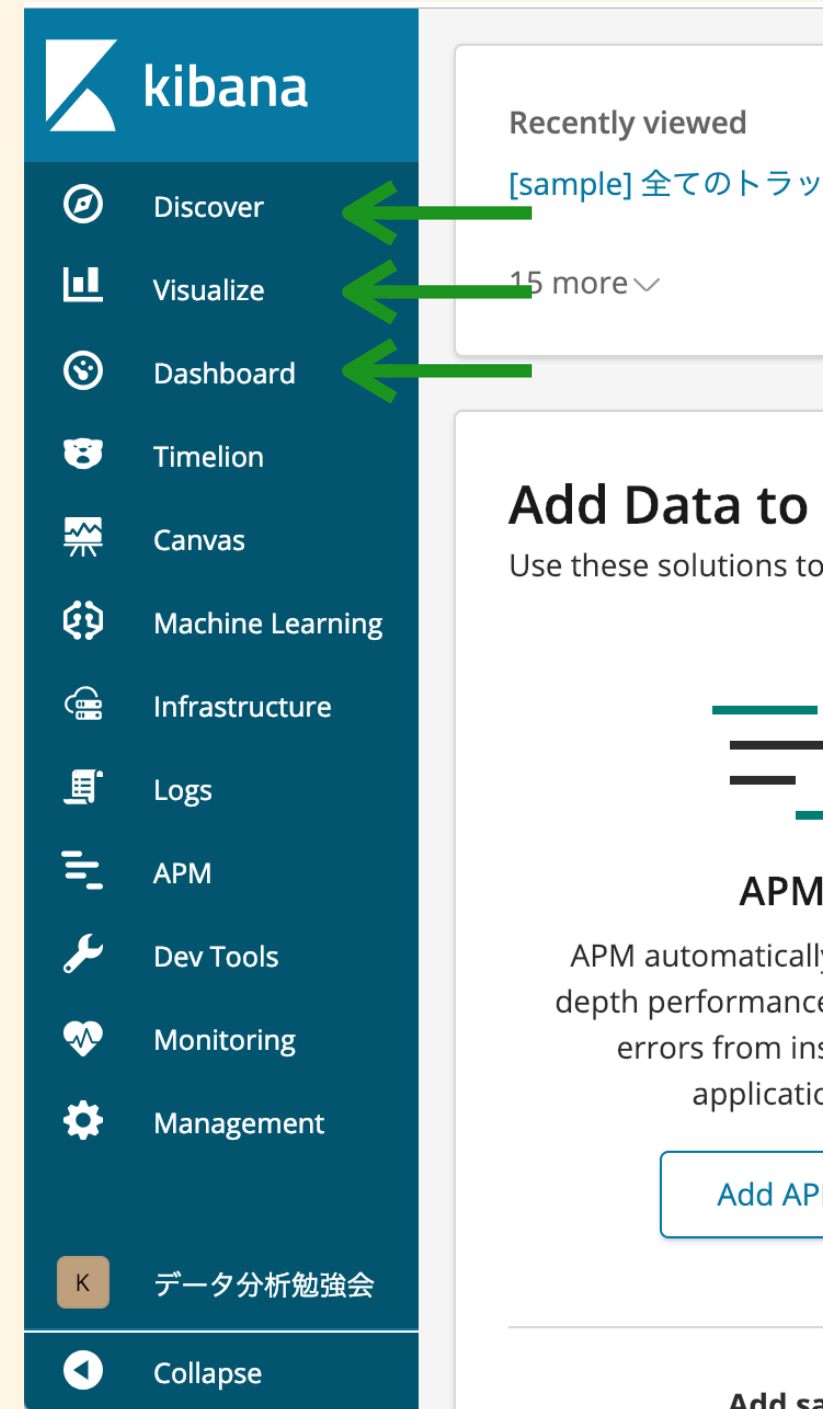 kibana
Discover
Visualize
Dashboard
Timelion
Canvas
Machine Learning
Infrastructure
Logs
APM
Dev Tools
Monitoring
Management
K
データ分析勉強会
Collapse
Recently viewed
[sample] 全てのトラッ
15 more
Add Data to
Use these solutions to
APM
APM automatically
depth performance
errors from ins
applicatio
Add AP
Add sa